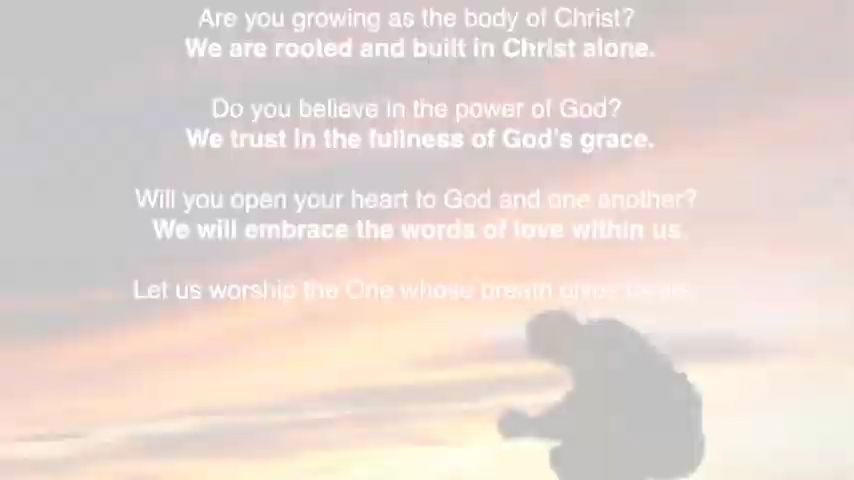 Are you growing as the body of Christ?
We are rooted and built in Christ alone.
Do you believe in the power of God?
We trust in the fullness of God's grace.
Will you open your heart to God and one another?
We will embrace the words of love within us.
Let us worship the One whose breath gives